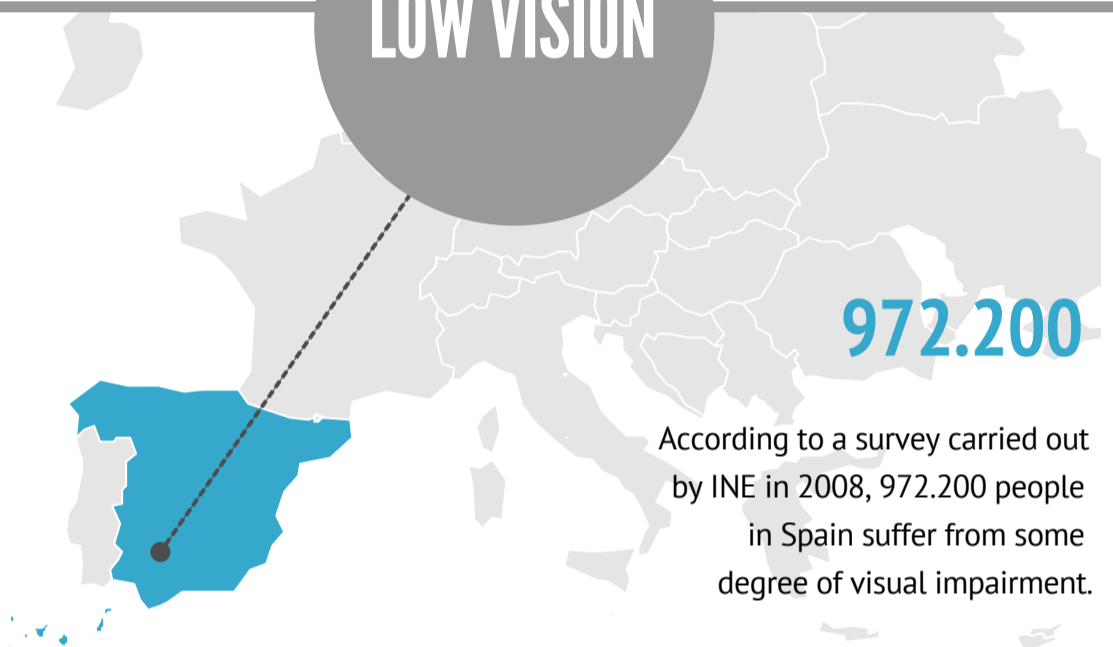 LOW VISION
972.200
According to a survey carried out
by INE in 2008, 972.200 people
in Spain suffer from some
degree of visual impairment.